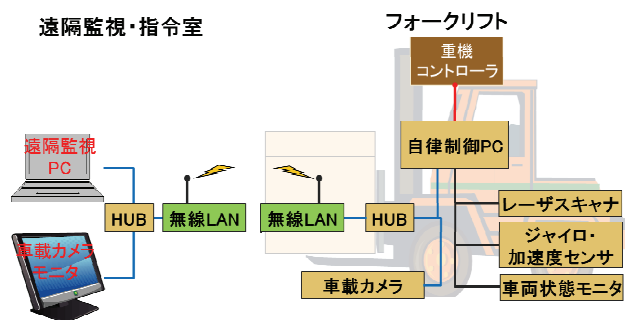 遠隔監視・指令室
フォークリフト
重機
コントローラ
遠隔監視
PC
自律制御PC
HUB
無線LAN
無線LAN
HUB
レーザスキャナ
車載カメラ
モニタ
ジャイロ・
加速度センサ
車載カメラ
車両状態モニタ